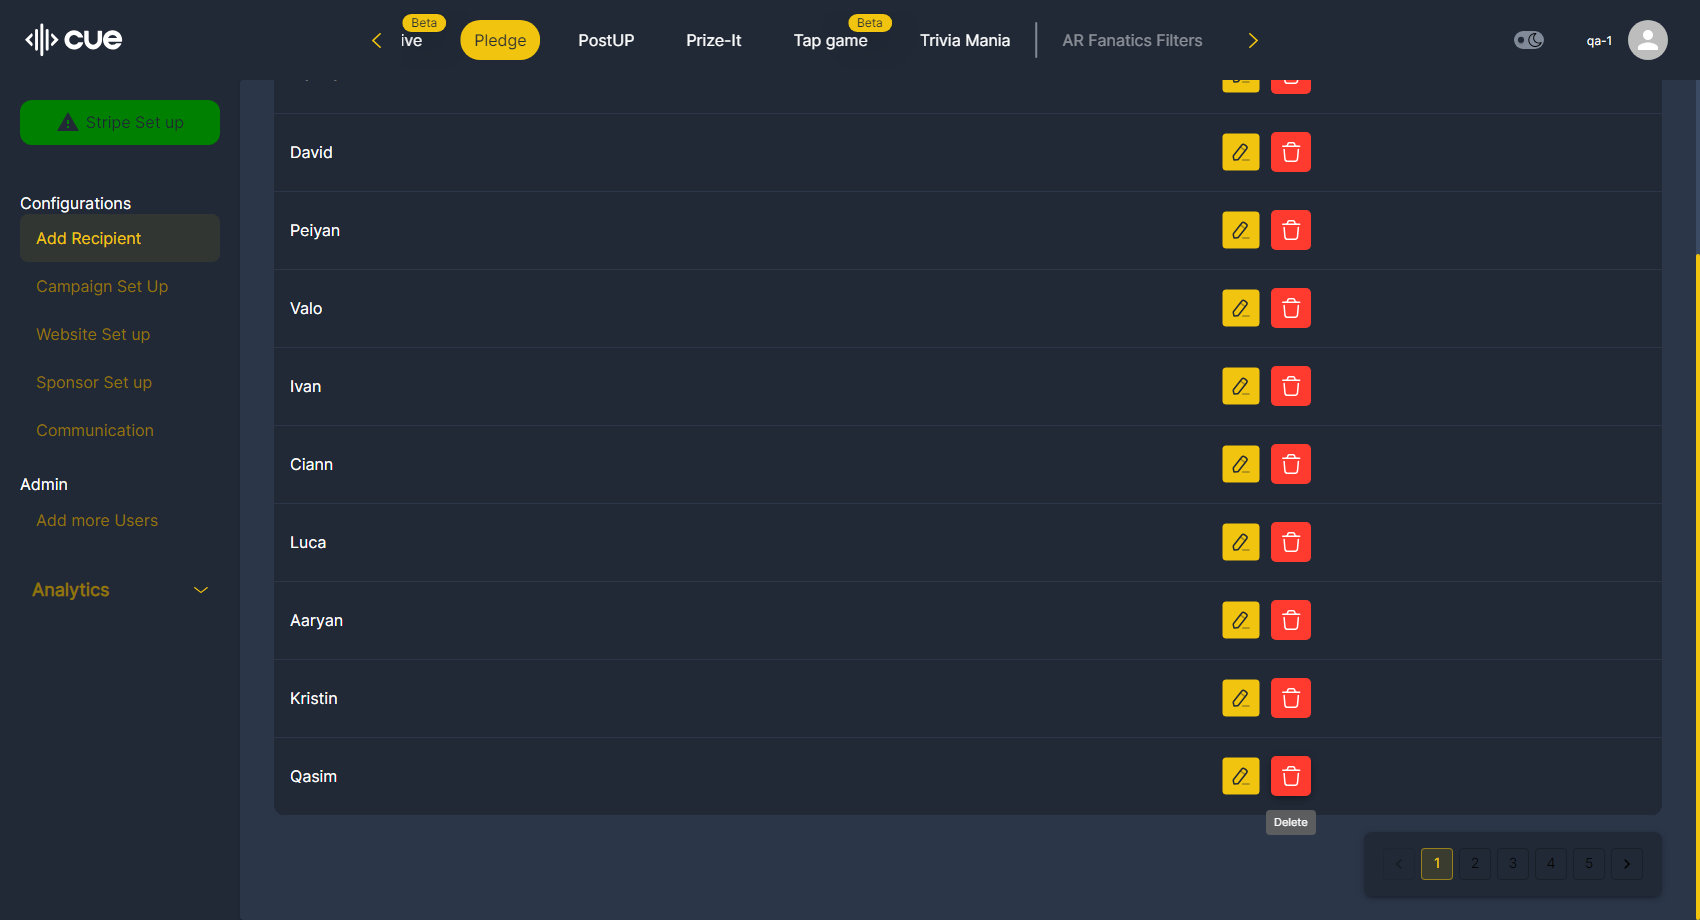 cue
Beta
ive
Pledge
PostUP
Prize-It
Beta
Tap game
Trivia Mania
AR Fanatics Filters
qa-1
Stripe Set up
Configurations
Add Recipient
Campaign Set Up
Website Set up
Sponsor Set up
Communication
Admin
Add more Users
Analytics
David
Peiyan
Valo
Ivan
Ciann
Luca
Aaryan
Kristin
Qasim
Delete
1 2 3 4 5